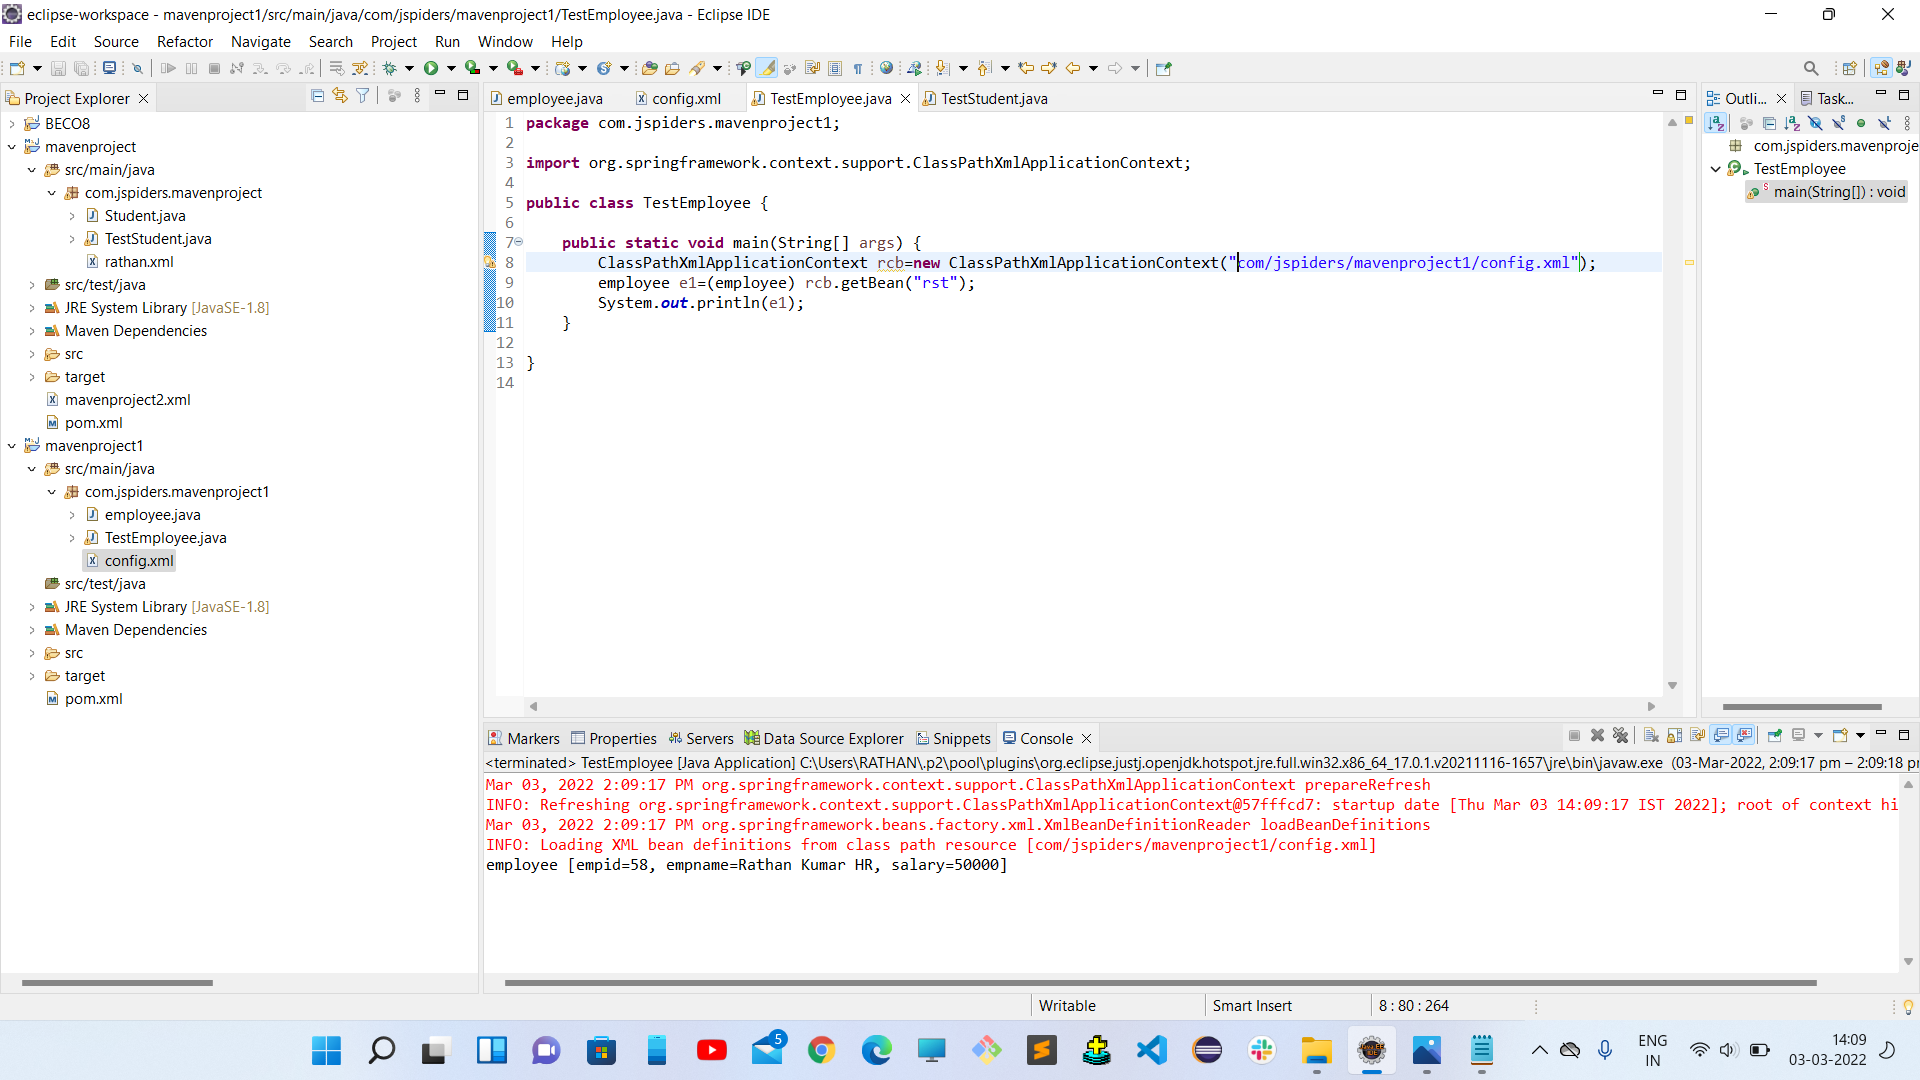 eclipse-workspace - mavenproject1/src/main/java/com/jspiders/mavenproject1/TestEmployee.java - Eclipse IDE
File Edit Source Refactor Navigate Search Project Run Window Help
Project Explorer
BECO8
mavenproject
src/main/java
com.jspiders.mavenproject
Student.java
TestStudent.java
rathan.xml
src/test/java
JRE System Library [JavaSE-1.8]
Maven Dependencies
src
target
mavenproject2.xml
pom.xml
mavenproject1
src/main/java
com.jspiders.mavenproject1
employee.java
TestEmployee.java
config.xml
src/test/java
JRE System Library [JavaSE-1.8]
Maven Dependencies
src
target
pom.xml
employee.java config.xml TestEmployee.java TestStudent.java
1 package com.jspiders.mavenproject1;
2
3 import org.springframework.context.support.ClassPathXmlApplicationContext;
4
5 public class TestEmployee {
6
7 public static void main(String[] args) {
8 ClassPathXmlApplicationContext rcb=new ClassPathXmlApplicationContext("com/jspiders/mavenproject1/config.xml");
9 employee e1=(employee) rcb.getBean("rst");
10 System.out.println(e1);
11 }
12
13 }
14
Outli... Task...
com.jspiders.mavenproje
TestEmployee
main(String[]) : void
Markers Properties Servers Data Source Explorer Snippets Console
<terminated> TestEmployee [Java Application] C:\Users\RATHAN\.p2\pool\plugins\org.eclipse.justj.openjdk.hotspot.jre.full.win32.x86_64_17.0.1.v20211116-1657\jre\bin\javaw.exe (03-Mar-2022, 2:09:17 pm – 2:09:18 p
Mar 03, 2022 2:09:17 PM org.springframework.context.support.ClassPathXmlApplicationContext prepareRefresh
INFO: Refreshing org.springframework.context.support.ClassPathXmlApplicationContext@57fffcd7: startup date [Thu Mar 03 14:09:17 IST 2022]; root of context hi
Mar 03, 2022 2:09:17 PM org.springframework.beans.factory.xml.XmlBeanDefinitionReader loadBeanDefinitions
INFO: Loading XML bean definitions from class path resource [com/jspiders/mavenproject1/config.xml]
employee [empid=58, empname=Rathan Kumar HR, salary=50000]
Writable Smart Insert 8 : 80 : 264
5
ENG
IN
14:09
03-03-2022